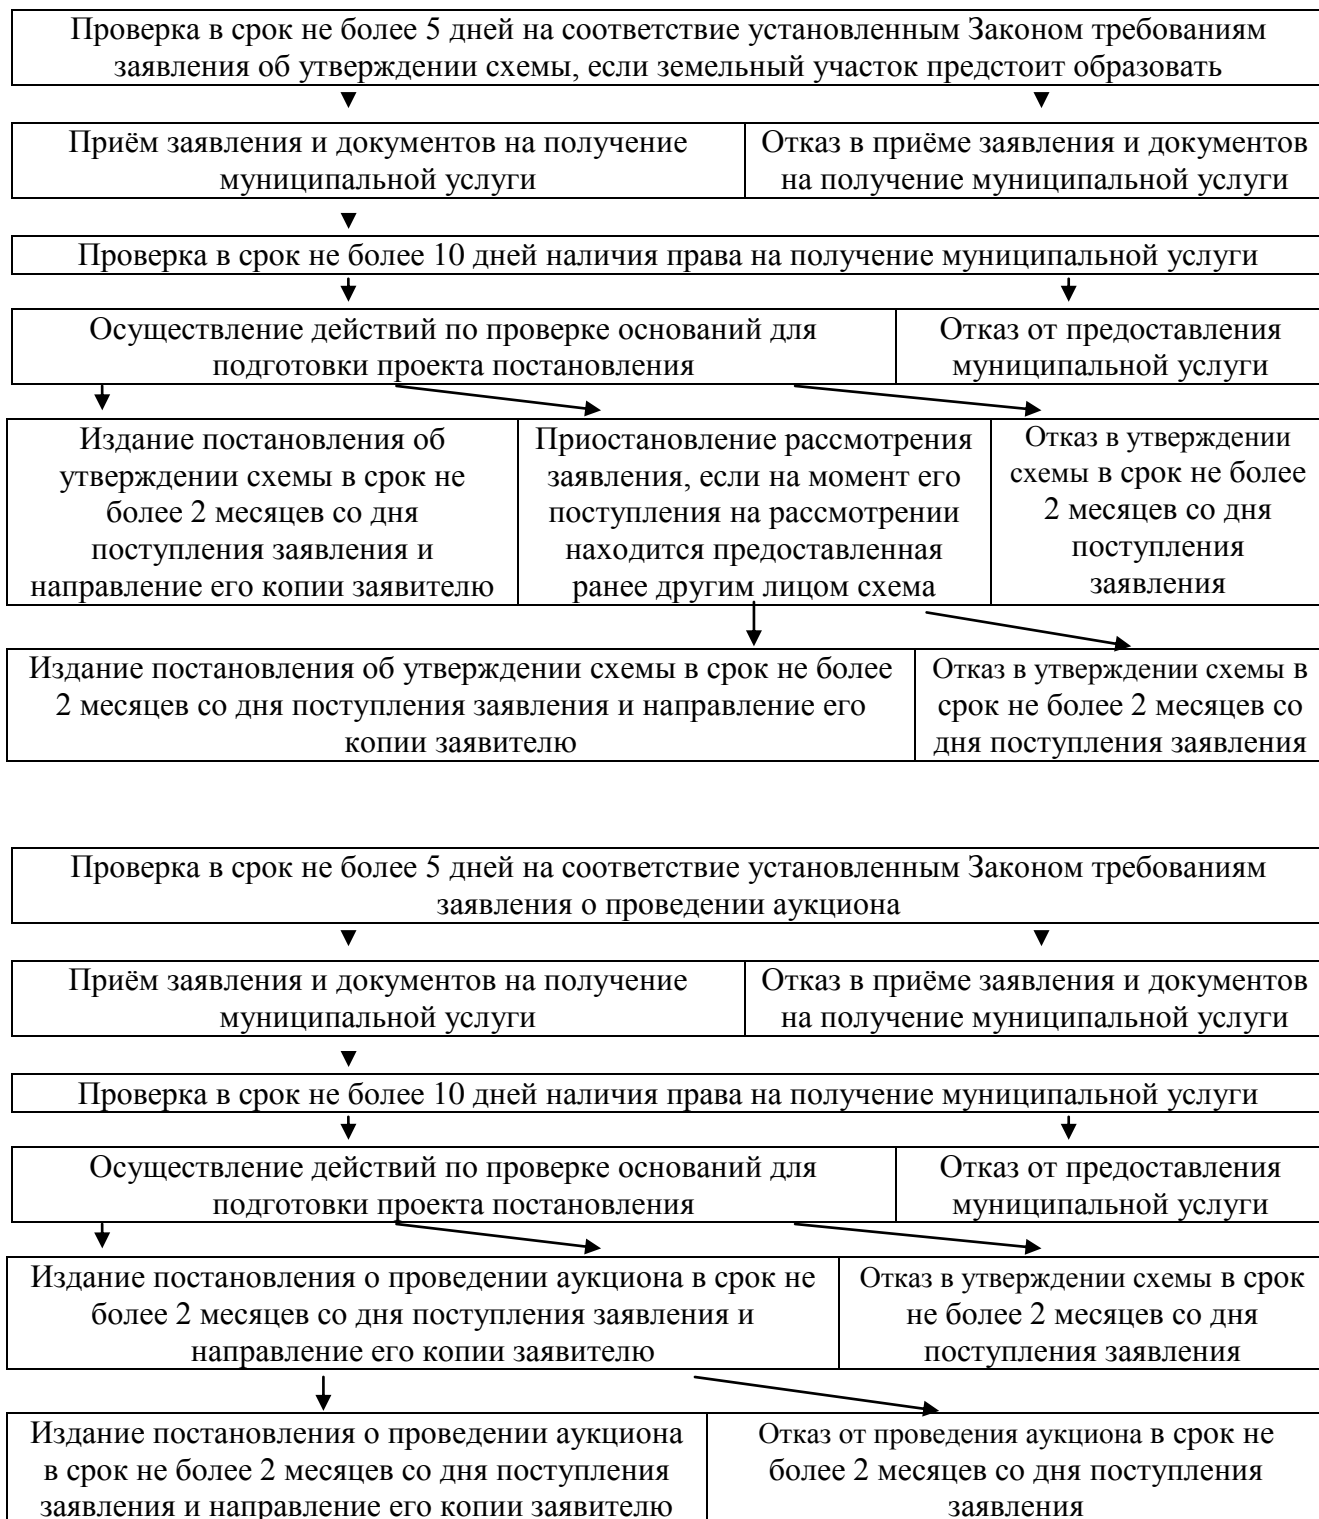 Проверка в срок не более 5 дней на соответствие установленным Законом требованиям
заявления об утверждении схемы, если земельный участок предстоит образовать
Приём заявления и документов на получение
муниципальной услуги
Отказ в приёме заявления и документов
на получение муниципальной услуги
Проверка в срок не более 10 дней наличия права на получение муниципальной услуги
Осуществление действий по проверке оснований для
подготовки проекта постановления
Отказ от предоставления
муниципальной услуги
Издание постановления об
утверждении схемы в срок не
более 2 месяцев со дня
поступления заявления и
направление его копии заявителю
Приостановление рассмотрения
заявления, если на момент его
поступления на рассмотрении
находится предоставленная
ранее другим лицом схема
Отказ в утверждении
схемы в срок не более
2 месяцев со дня
поступления
заявления
Издание постановления об утверждении схемы в срок не более
2 месяцев со дня поступления заявления и направление его
копии заявителю
Отказ в утверждении схемы в
срок не более 2 месяцев со
дня поступления заявления
Проверка в срок не более 5 дней на соответствие установленным Законом требованиям
заявления о проведении аукциона
Приём заявления и документов на получение
муниципальной услуги
Отказ в приёме заявления и документов
на получение муниципальной услуги
Проверка в срок не более 10 дней наличия права на получение муниципальной услуги
Осуществление действий по проверке оснований для
подготовки проекта постановления
Отказ от предоставления
муниципальной услуги
Издание постановления о проведении аукциона в срок не
более 2 месяцев со дня поступления заявления и
направление его копии заявителю
Отказ в утверждении схемы в срок
не более 2 месяцев со дня
поступления заявления
Издание постановления о проведении аукциона
в срок не более 2 месяцев со дня поступления
заявления и направление его копии заявителю
Отказ от проведения аукциона в срок не
более 2 месяцев со дня поступления
заявления